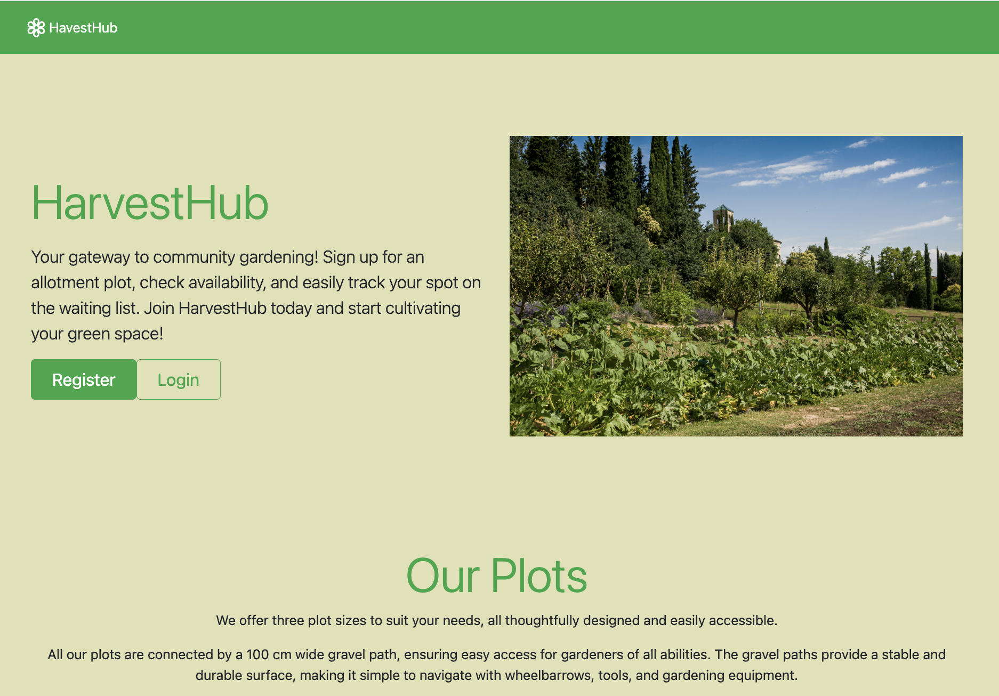 HavestHub
HarvestHub
Your gateway to community gardening! Sign up for an
allotment plot, check availability, and easily track your spot on
the waiting list. Join HarvestHub today and start cultivating
your green space!
Register
Login
Our Plots
We offer three plot sizes to suit your needs, all thoughtfully designed and easily accessible.
All our plots are connected by a 100 cm wide gravel path, ensuring easy access for gardeners of all abilities. The gravel paths provide a stable and
durable surface, making it simple to navigate with wheelbarrows, tools, and gardening equipment.